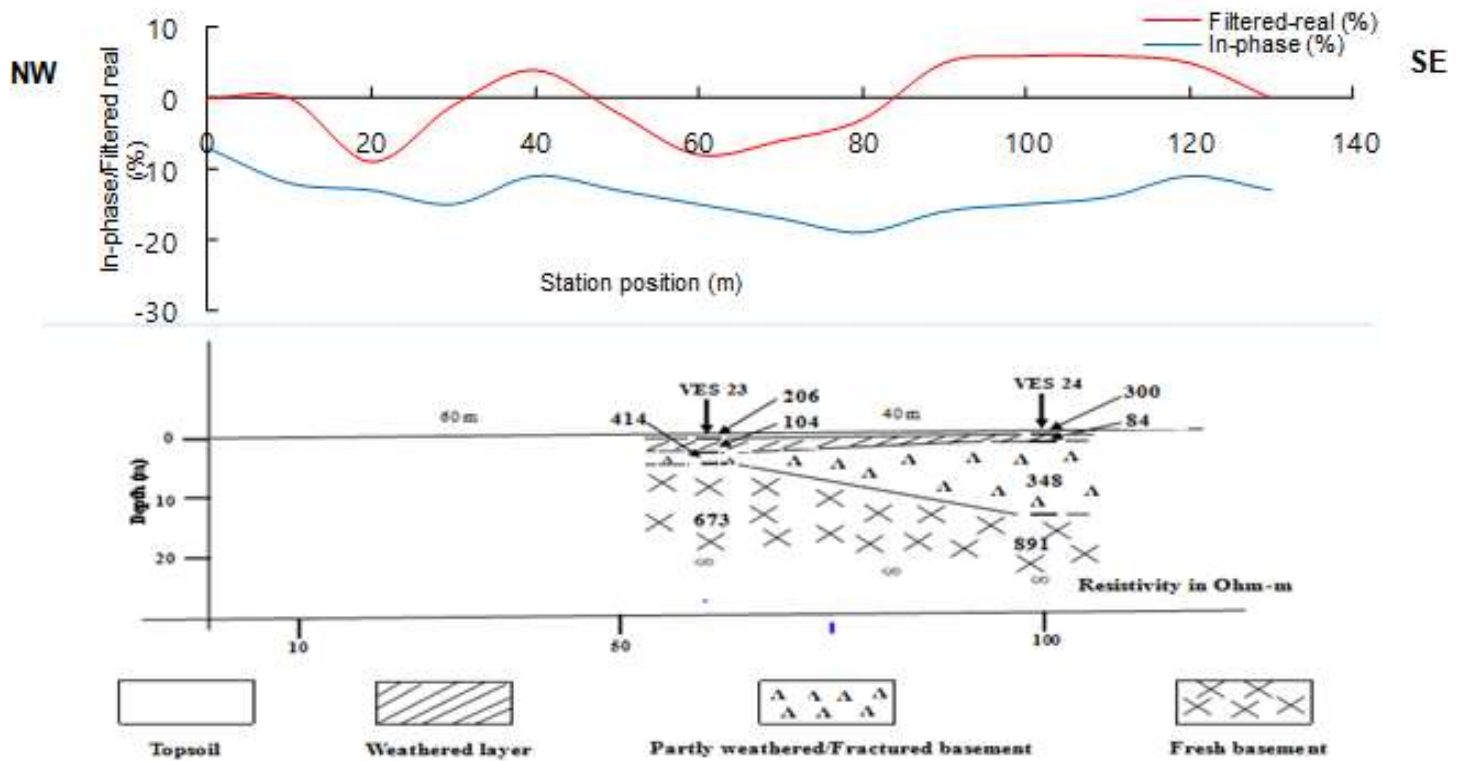 10
0
-10
-20
-30
NW
SE
In-phase/Filtered real
(%)
Filtered-real (%)
In-phase (%)
0 20 40 60 80 100 120 140
Station position (m)
VES 23
VES 24
206
300
414
104
84
60 m
40 m
0
10
20
Depth (m)
348
673
891
∞ ∞ ∞
Resistivity in Ohm-m
10 50 100
Topsoil
Weathered layer
Partly weathered/Fractured basement
Fresh basement